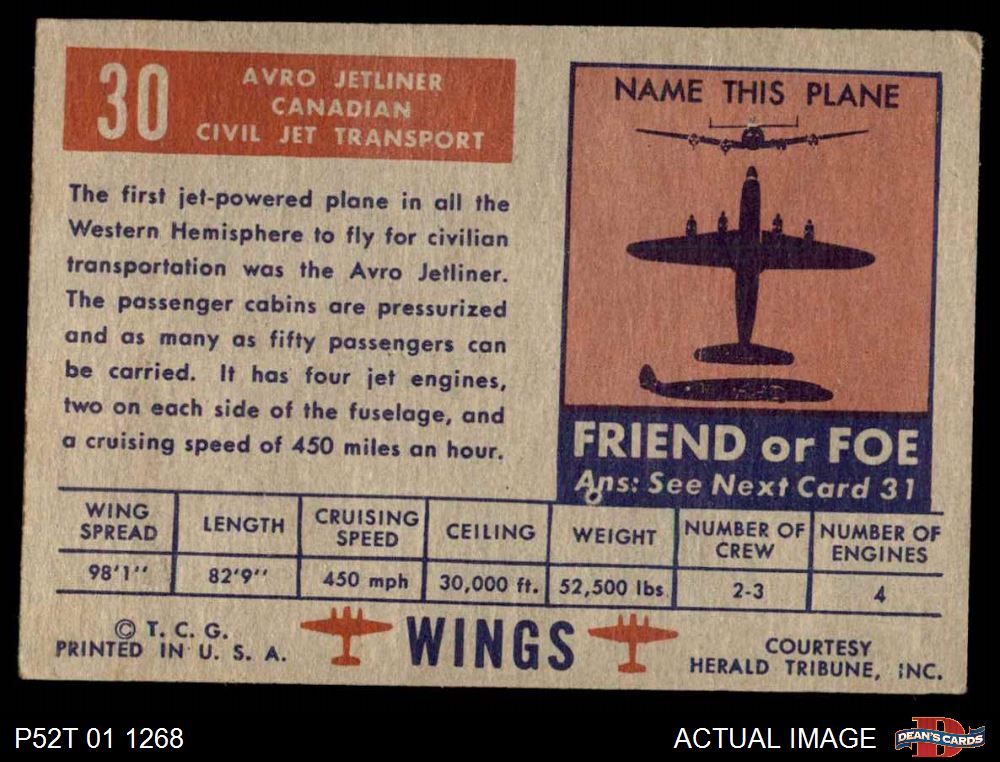 30
AVRO JETLINER
CANADIAN
CIVIL JET TRANSPORT
The first jet-powered plane in all the
Western Hemisphere to fly for civilian
transportation was the Avro Jetliner.
The passenger cabins are pressurized
and as many as fifty passengers can
be carried. It has four jet engines,
two on each side of the fuselage, and
a cruising speed of 450 miles an hour.
NAME THIS PLANE
FRIEND or FOE
Ans: See Next Card 31
WING SPREAD
LENGTH
CRUISING SPEED
CEILING
WEIGHT
NUMBER OF CREW
NUMBER OF ENGINES
98'1''
82'9''
450 mph
30,000 ft.
52,500 lbs.
2-3
4
© T. C. G.
PRINTED IN U. S. A.
WINGS
COURTESY
HERALD TRIBUNE, INC.
P52T 01 1268
ACTUAL IMAGE
D
DEAN'S CARDS